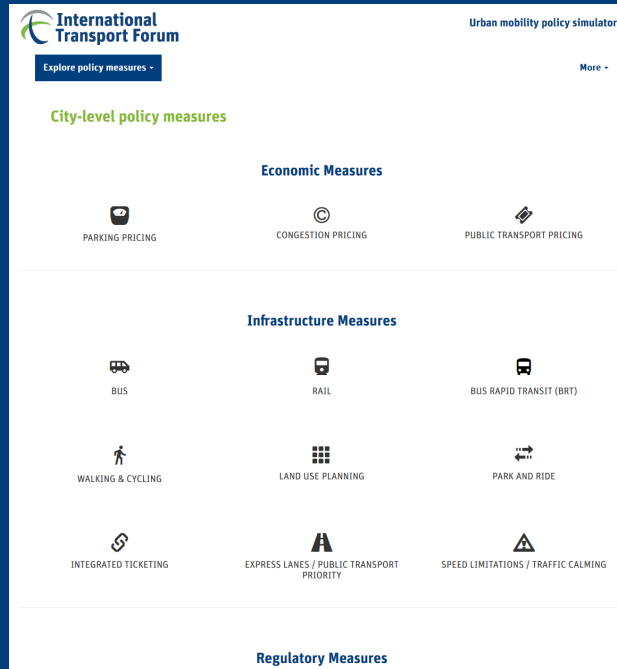 International
Transport Forum
Urban mobility policy simulator
Explore policy measures
More
City-level policy measures
Economic Measures
PARKING PRICING
CONGESTION PRICING
PUBLIC TRANSPORT PRICING
Infrastructure Measures
BUS
RAIL
BUS RAPID TRANSIT (BRT)
WALKING & CYCLING
LAND USE PLANNING
PARK AND RIDE
INTEGRATED TICKETING
EXPRESS LANES / PUBLIC TRANSPORT
PRIORITY
SPEED LIMITATIONS / TRAFFIC CALMING
Regulatory Measures